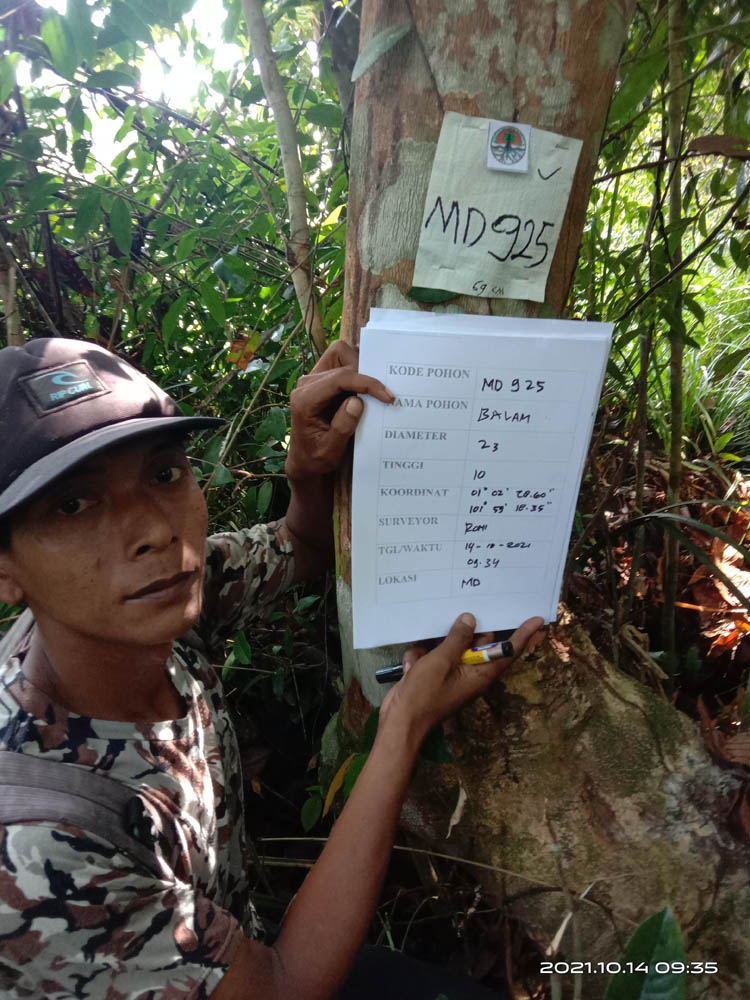 MD 925
69 CM
RIP CURL
KODE POHON MD 925
NAMA POHON BALAM
DIAMETER 23
TINGGI 10
KOORDINAT 01° 02' 28.60"
101° 59' 18.35"
SURVEYOR ROMI
TGL/WAKTU 14-10-2021
09.34
LOKASI MD
2021.10.14 09:35